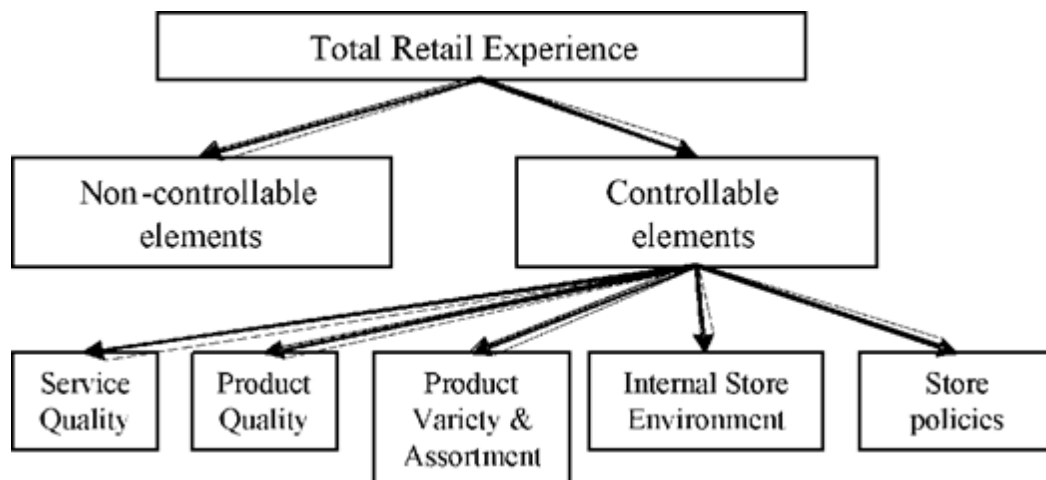 Total Retail Experience
Non-controllable
elements
Controllable
elements
Service
Quality
Product
Quality
Product
Variety &
Assortment
Internal Store
Environment
Store
policies